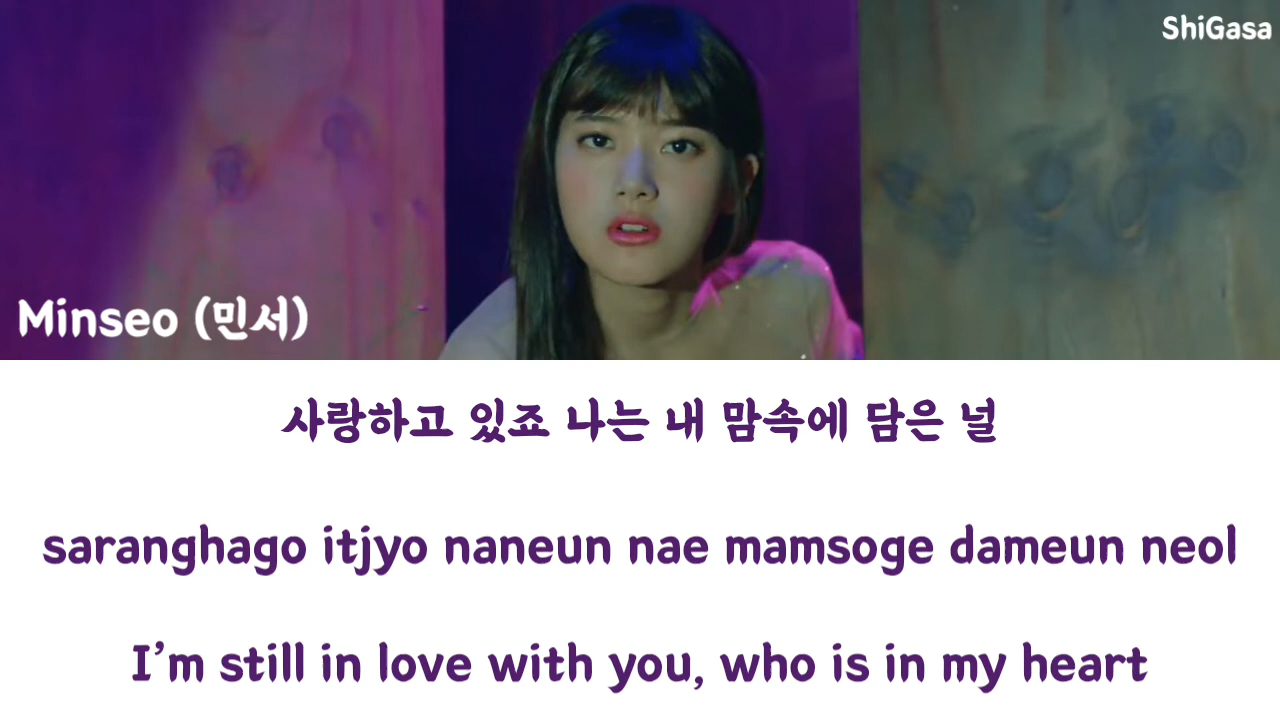 ShiGasa
Minseo (민서)
사랑하고 있죠 나는 내 맘속에 담은 널
saranghago itjyo naneun nae mamsoge dameun neol
I'm still in love with you, who is in my heart